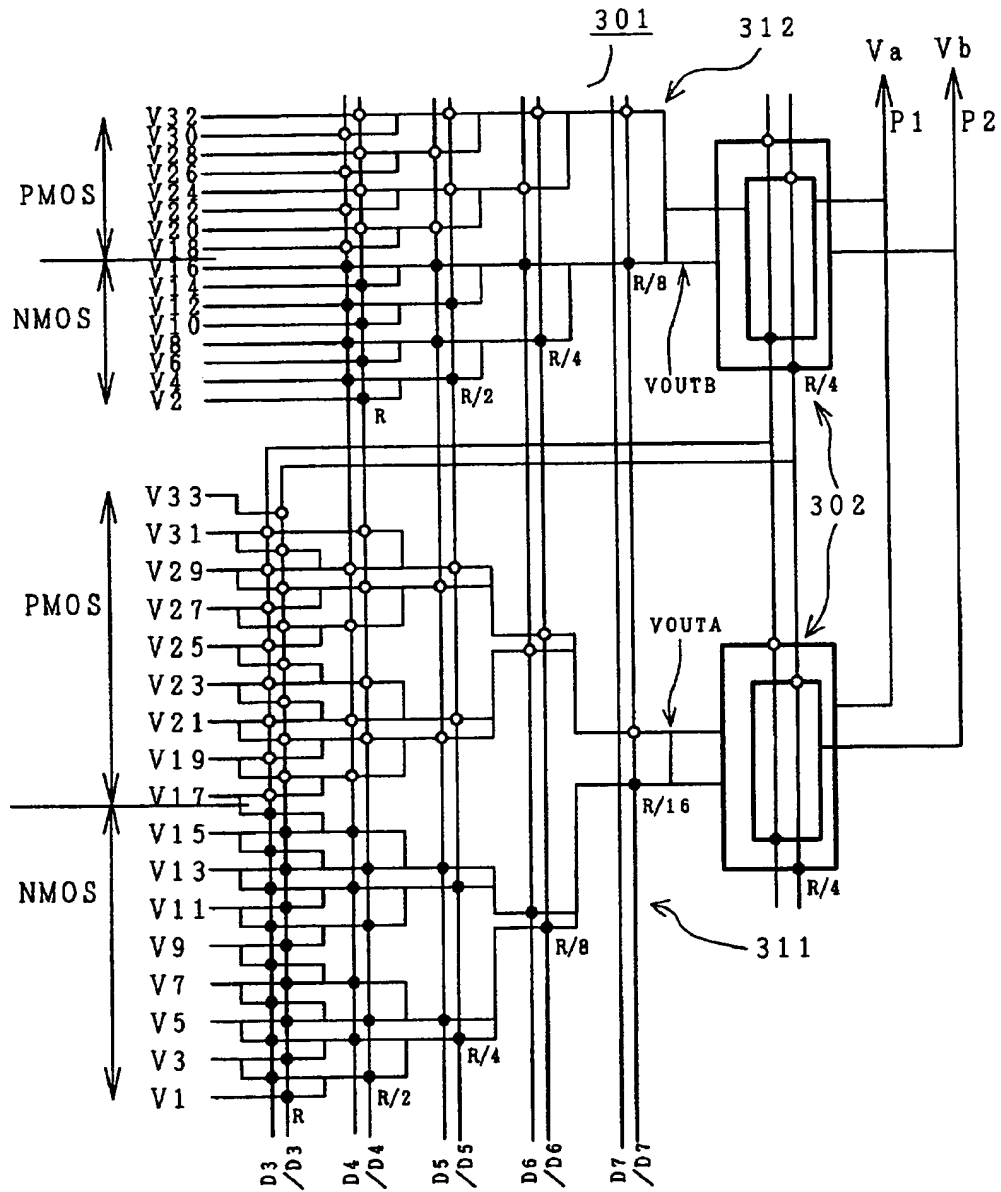 301
312
Va Vb
P1 P2
V32
V30
V28
V26
V24
V22
V20
V18
V16
V14
V12
V10
V8
V6
V4
V2
PMOS
NMOS
R
R/2
R/4
R/8
VOUTB
R/4
302
V33
V31
V29
V27
V25
V23
V21
V19
V17
V15
V13
V11
V9
V7
V5
V3
V1
PMOS
NMOS
VOUTA
R/16
R/4
R/8
R/4
R/2
R
311
D3
/D3
D4
/D4
D5
/D5
D6
/D6
D7
/D7